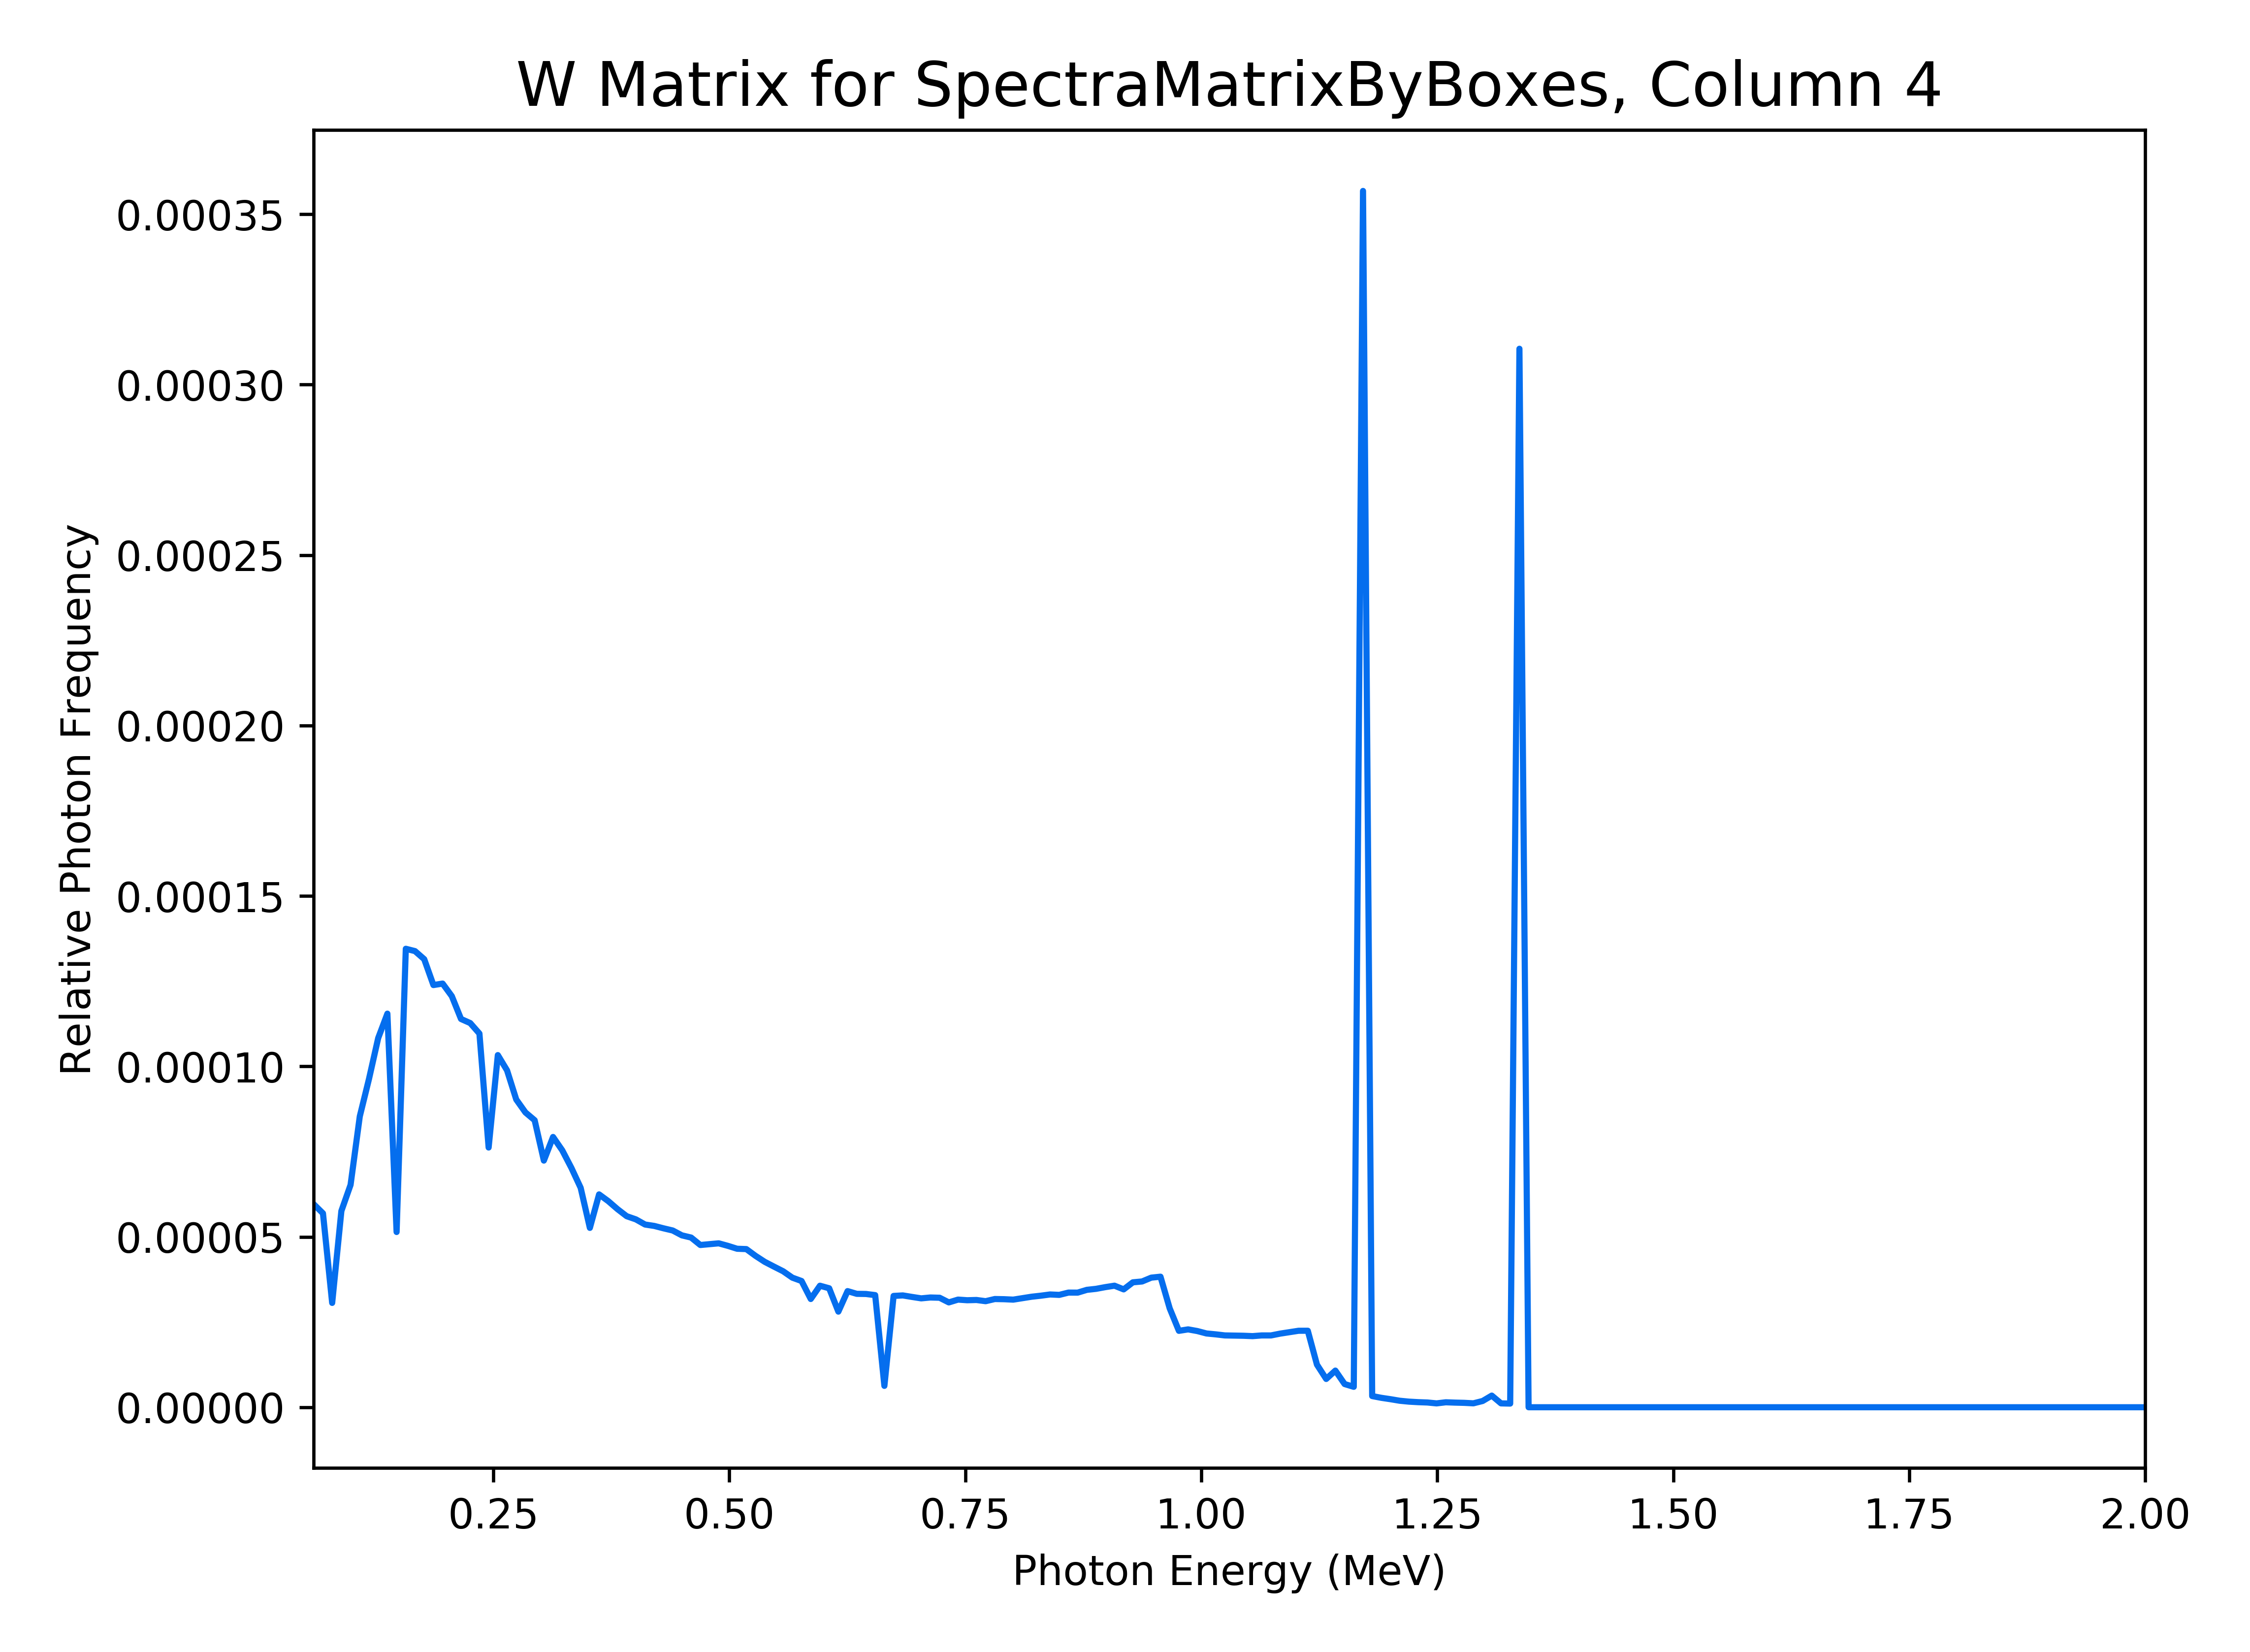 W Matrix for SpectraMatrixByBoxes, Column 4
0.00035
0.00030
0.00025
0.00020
0.00015
0.00010
0.00005
0.00000
Relative Photon Frequency
0.25 0.50 0.75 1.00 1.25 1.50 1.75 2.00
Photon Energy (MeV)